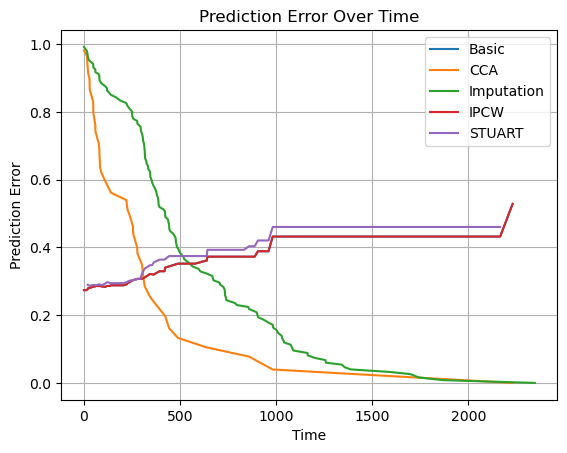 Prediction Error Over Time
Prediction Error
1.0
0.8
0.6
0.4
0.2
0.0
Basic
CCA
Imputation
IPCW
STUART
0
500
1000
1500
2000
Time